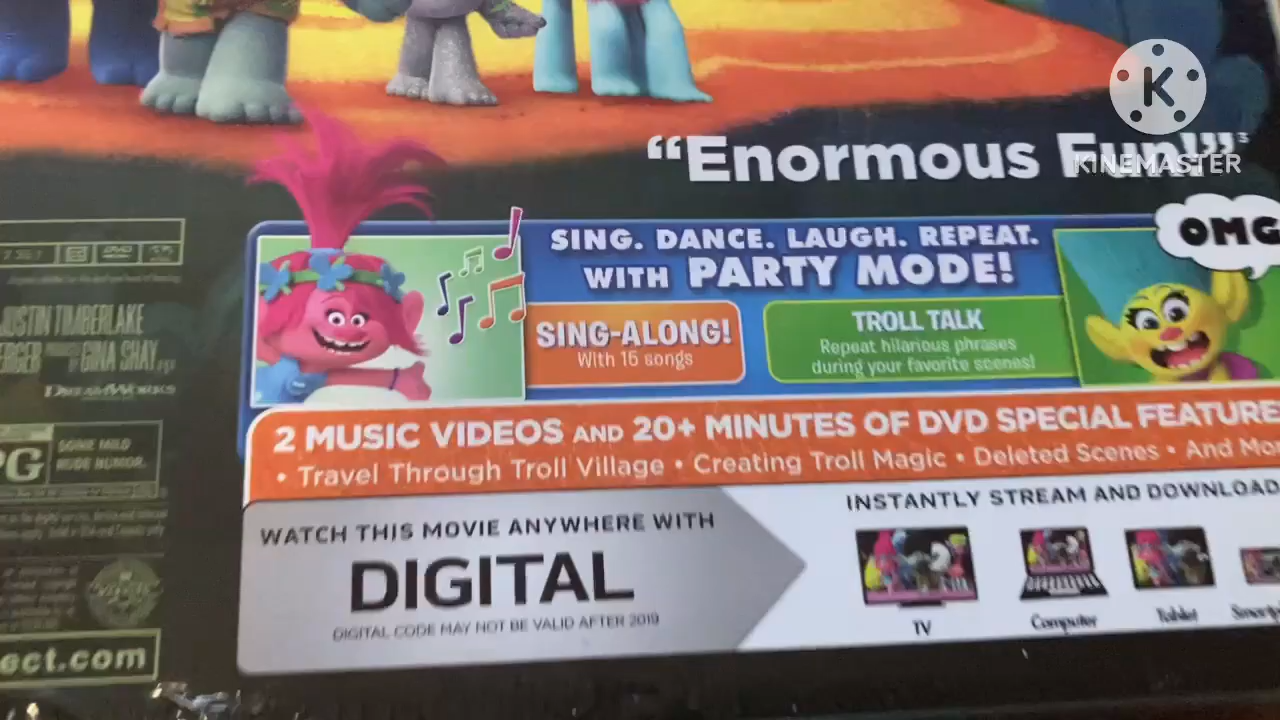 KINEMASTER
"Enormous Fun!"
SING. DANCE. LAUGH. REPEAT.
WITH PARTY MODE!
OMG
SING-ALONG!
With 15 songs
TROLL TALK
Repeat hilarious phrases
during your favorite scenes!
JUSTIN TIMBERLAKE
GINA SHAY
DREAMWORKS
PG
SOME MILD
RUDE HUMOR.
2 MUSIC VIDEOS AND 20+ MINUTES OF DVD SPECIAL FEATURE
• Travel Through Troll Village • Creating Troll Magic • Deleted Scenes • And Mo
WATCH THIS MOVIE ANYWHERE WITH
DIGITAL
DIGITAL CODE MAY NOT BE VALID AFTER 2019
INSTANTLY STREAM AND DOWNLOAD
TV
Computer
Tablet
ect.com